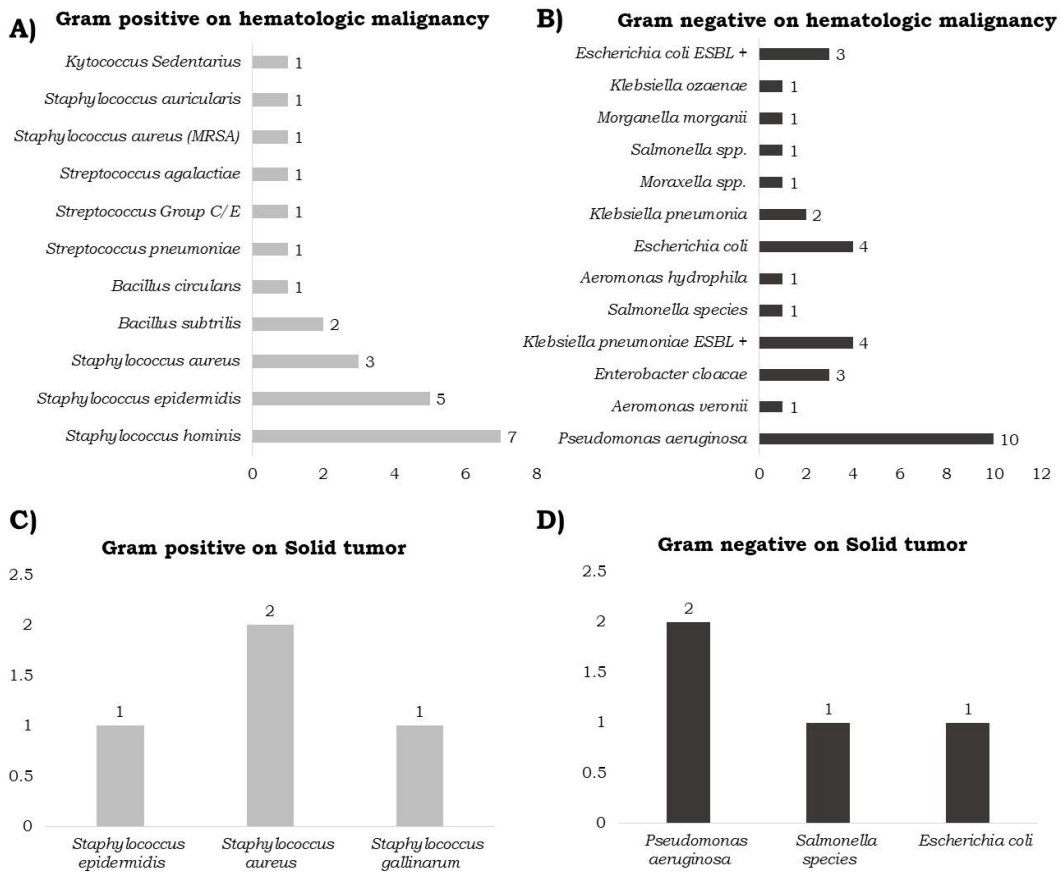 A)
Gram positive on hematologic malignancy
Kytococcus Sedentarius
1
Staphylococcus auricularis
1
Staphylococcus aureus (MRSA)
1
Streptococcus agalactiae
1
Streptococcus Group C/E
1
Streptococcus pneumoniae
1
Bacillus circulans
1
Bacillus subtrilis
2
Staphylococcus aureus
3
Staphylococcus epidermidis
5
Staphylococcus hominis
7
0 2 4 6 8
B)
Gram negative on hematologic malignancy
Escherichia coli ESBL +
3
Klebsiella ozaenae
1
Morganella morganii
1
Salmonella spp.
1
Moraxella spp.
1
Klebsiella pneumonia
2
Escherichia coli
4
Aeromonas hydrophila
1
Salmonella species
1
Klebsiella pneumoniae ESBL +
4
Enterobacter cloacae
3
Aeromonas veronii
1
Pseudomonas aeruginosa
10
0 2 4 6 8 10 12
C)
Gram positive on Solid tumor
2.5
2
1.5
1
0.5
0
1
2
1
Staphylococcus
epidermidis
Staphylococcus
aureus
Staphylococcus
gallinarum
D)
Gram negative on Solid tumor
2.5
2
1.5
1
0.5
0
2
1
1
Pseudomonas
aeruginosa
Salmonella
species
Escherichia coli